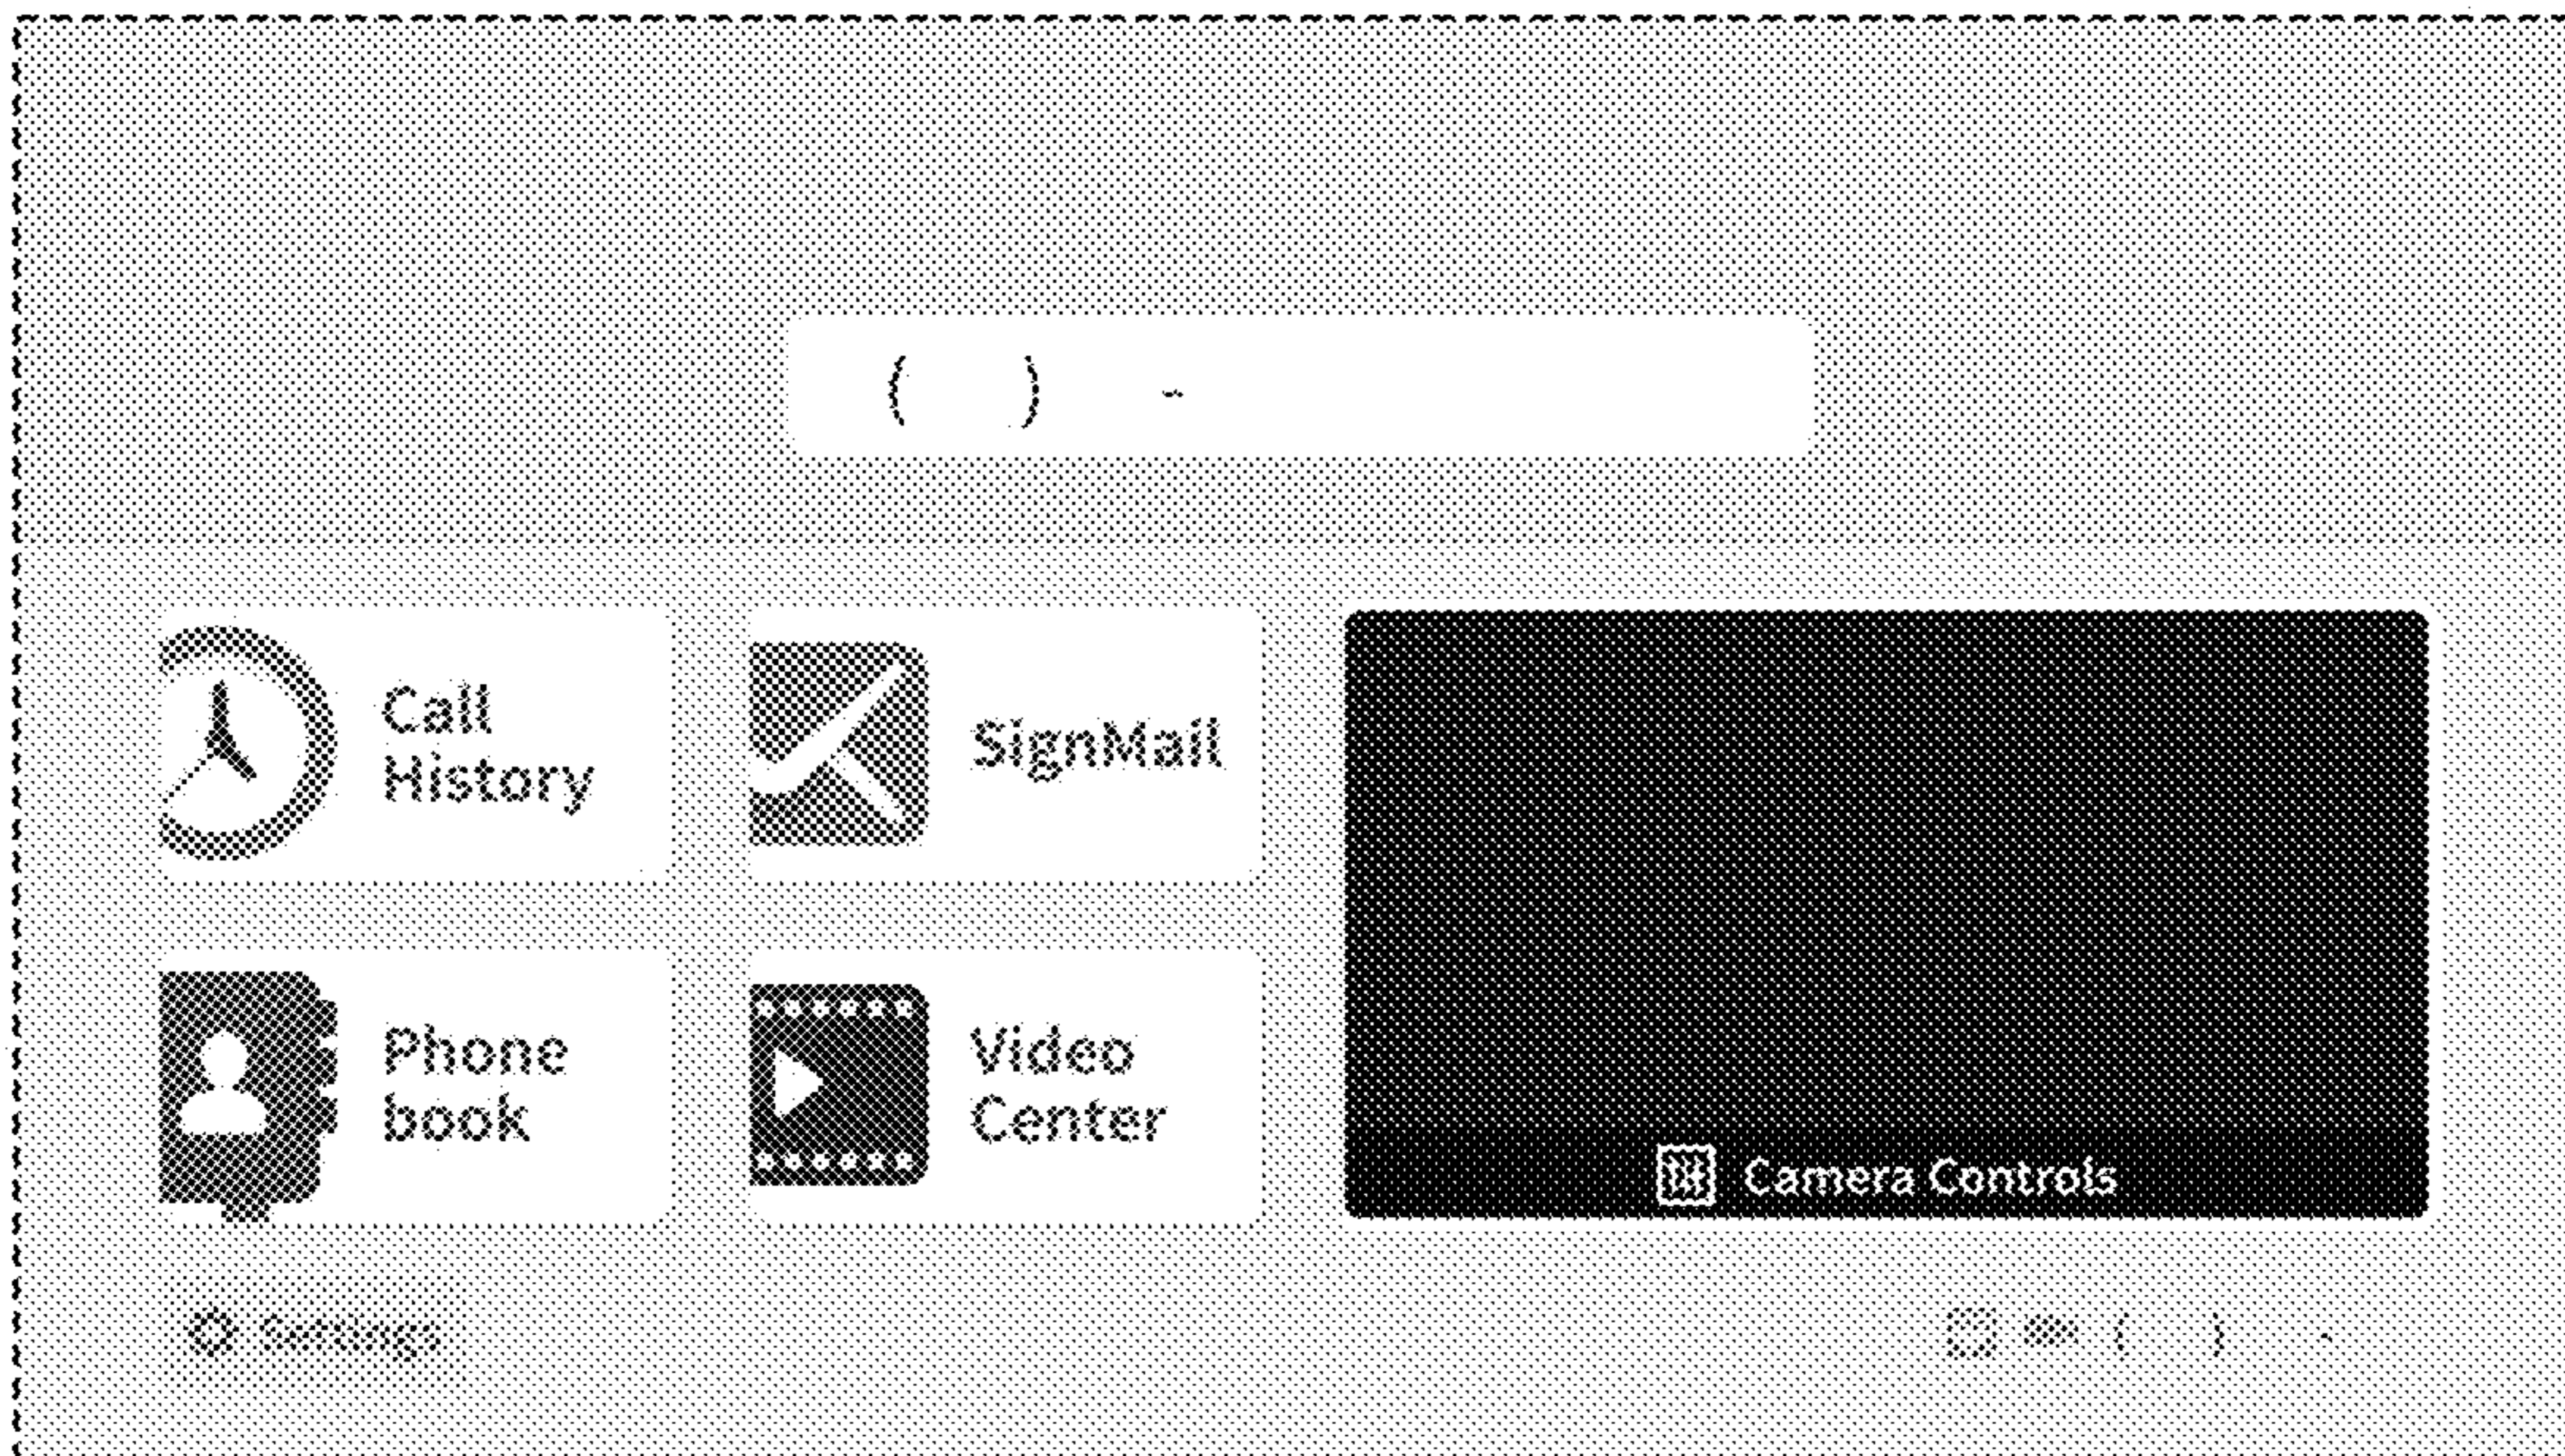 ( ) -
Call
History
SignMail
Phone
book
Video
Center
Camera Controls
Settings
( ) -